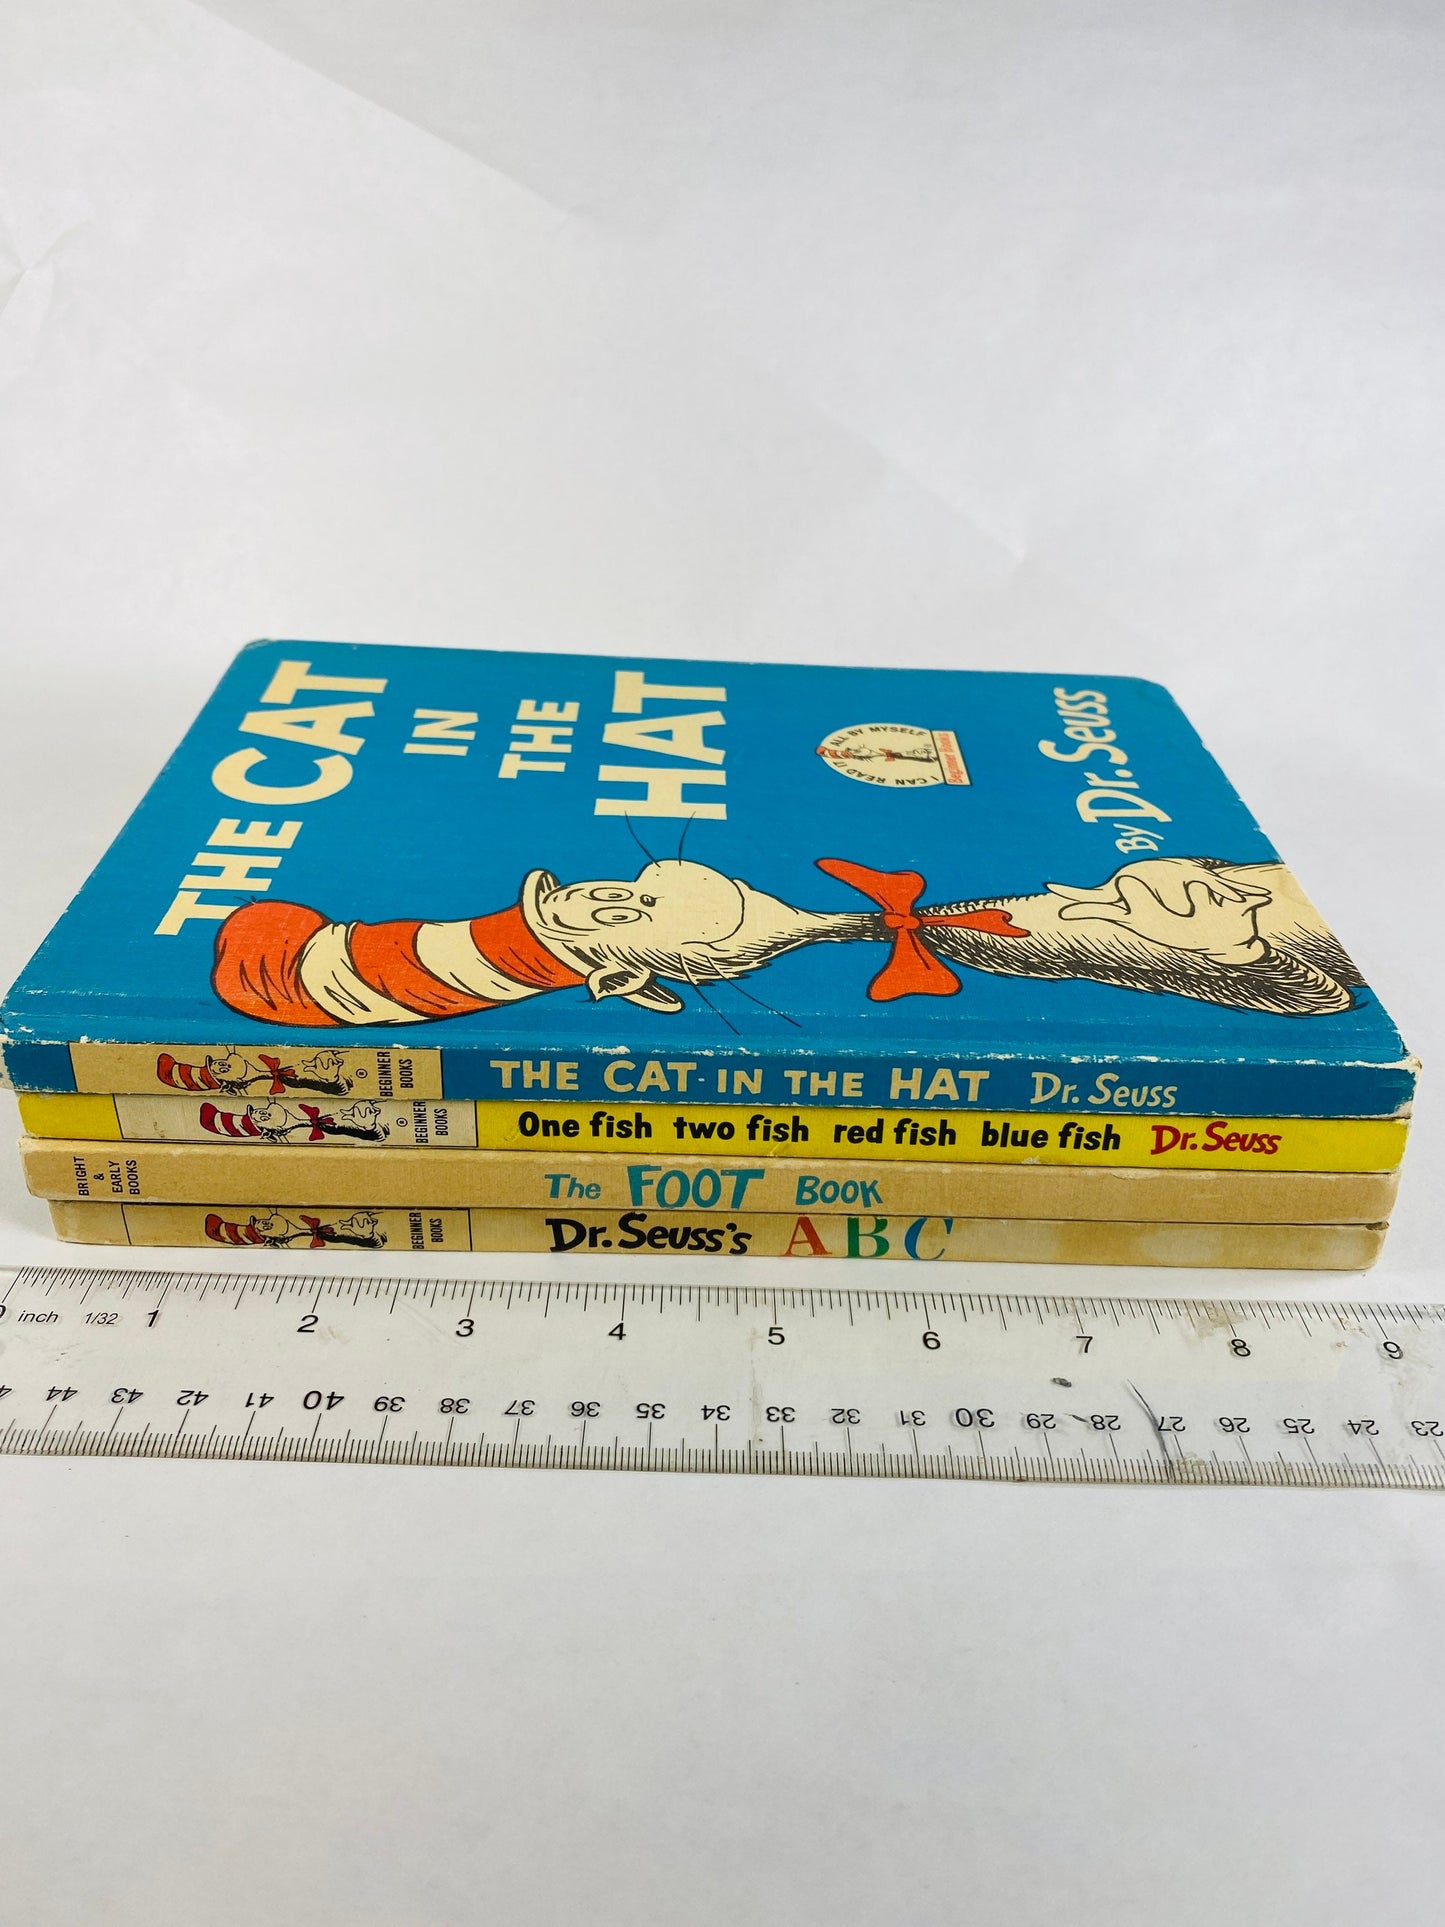 THE CAT
IN
THE
HAT
I CAN READ IT ALL BY MYSELF
Beginner Books
By Dr. Seuss
BEGINNER BOOKS ®
THE CAT IN THE HAT Dr. Seuss
BEGINNER BOOKS ®
One fish two fish red fish blue fish Dr. Seuss
BRIGHT & EARLY BOOKS
The FOOT BOOK
BEGINNER BOOKS
Dr. Seuss's ABC
0 inch 1/32 1 2 3 4 5 6 7 8 9
44 43 42 41 40 39 38 37 36 35 34 33 32 31 30 29 28 27 26 25 24 23